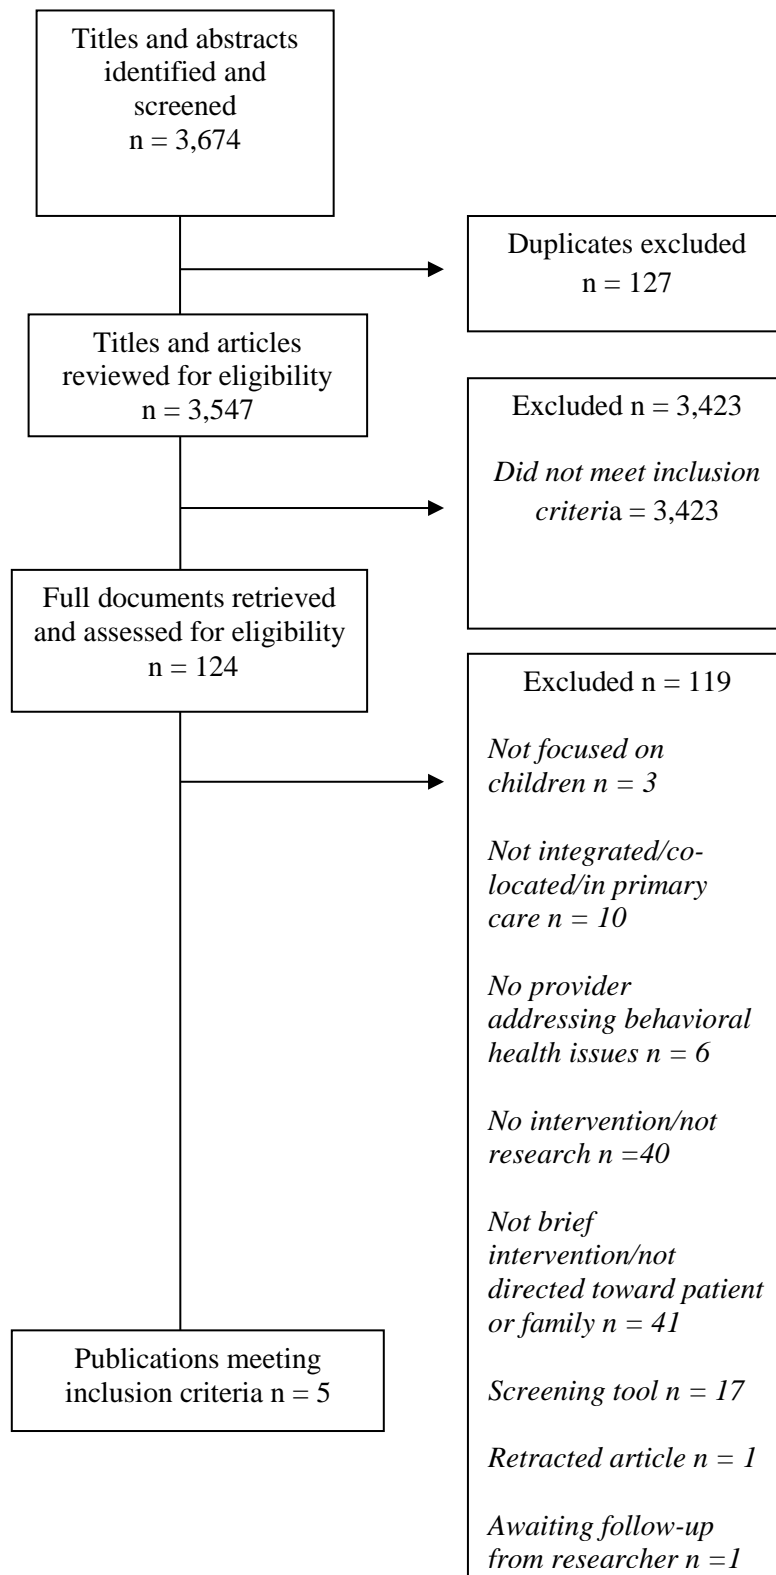 Titles and abstracts
identified and
screened
n = 3,674
Duplicates excluded
n = 127
Titles and articles
reviewed for eligibility
n = 3,547
Excluded n = 3,423
Did not meet inclusion
criteria = 3,423
Full documents retrieved
and assessed for eligibility
n = 124
Excluded n = 119
Not focused on
children n = 3
Not integrated/co-
located/in primary
care n = 10
No provider
addressing behavioral
health issues n = 6
No intervention/not
research n =40
Not brief
intervention/not
directed toward patient
or family n = 41
Screening tool n = 17
Retracted article n = 1
Awaiting follow-up
from researcher n =1
Publications meeting
inclusion criteria n = 5